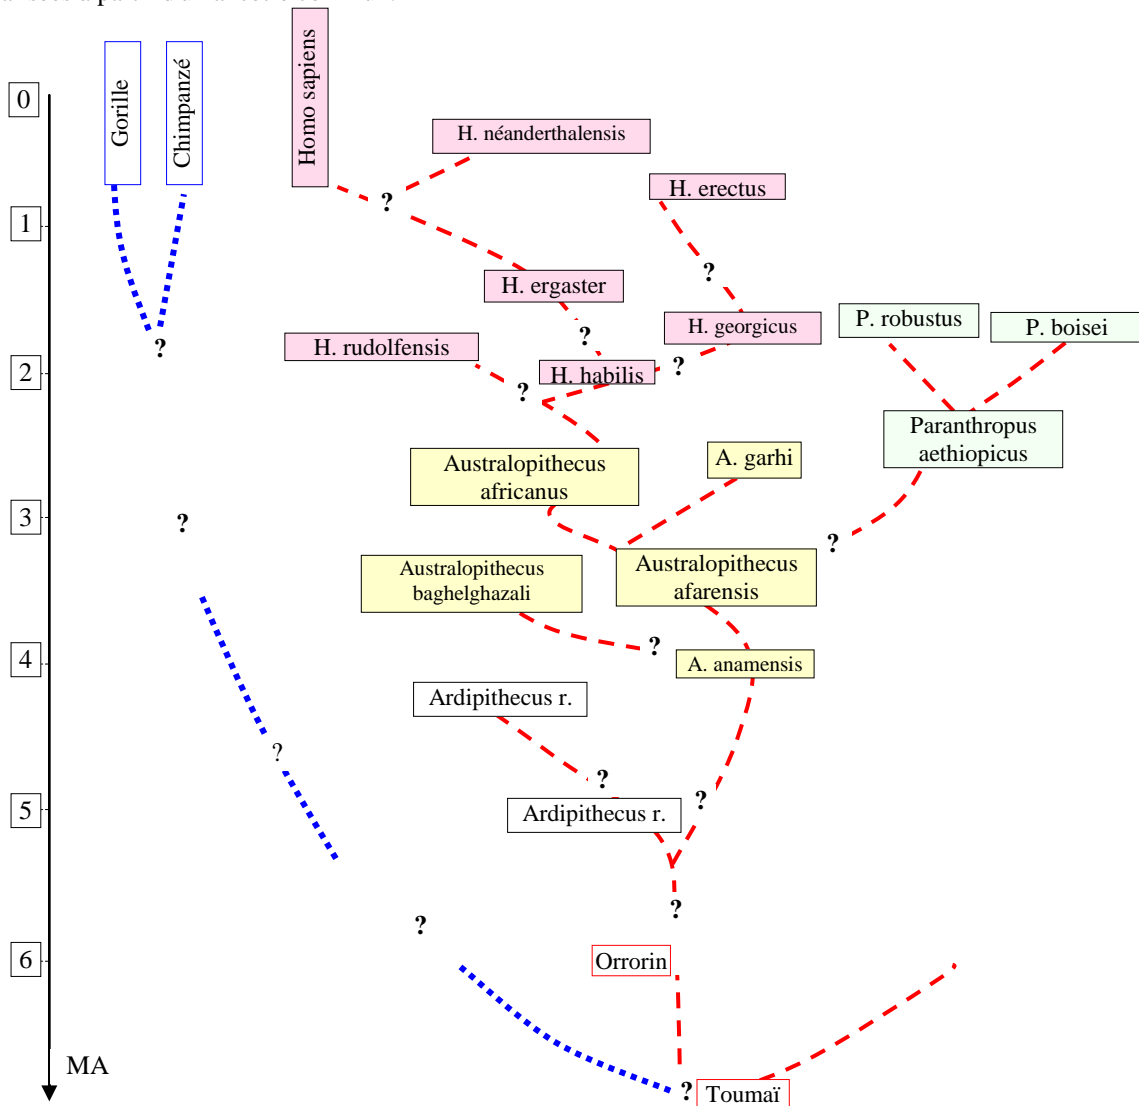 Gorille
Chimpanzé
Homo sapiens
0
H. néanderthalensis
H. erectus
?
1
?
H. ergaster
H. georgicus
P. robustus
P. boisei
?
?
H. rudolfensis
?
H. habilis
2
?
Paranthropus
aethiopicus
Australopithecus
africanus
A. garhi
3
?
?
Australopithecus
baghelghazali
Australopithecus
afarensis
4
?
A. anamensis
Ardipithecus r.
?
?
?
5
Ardipithecus r.
?
?
6
Orrorin
MA
?
Toumaï